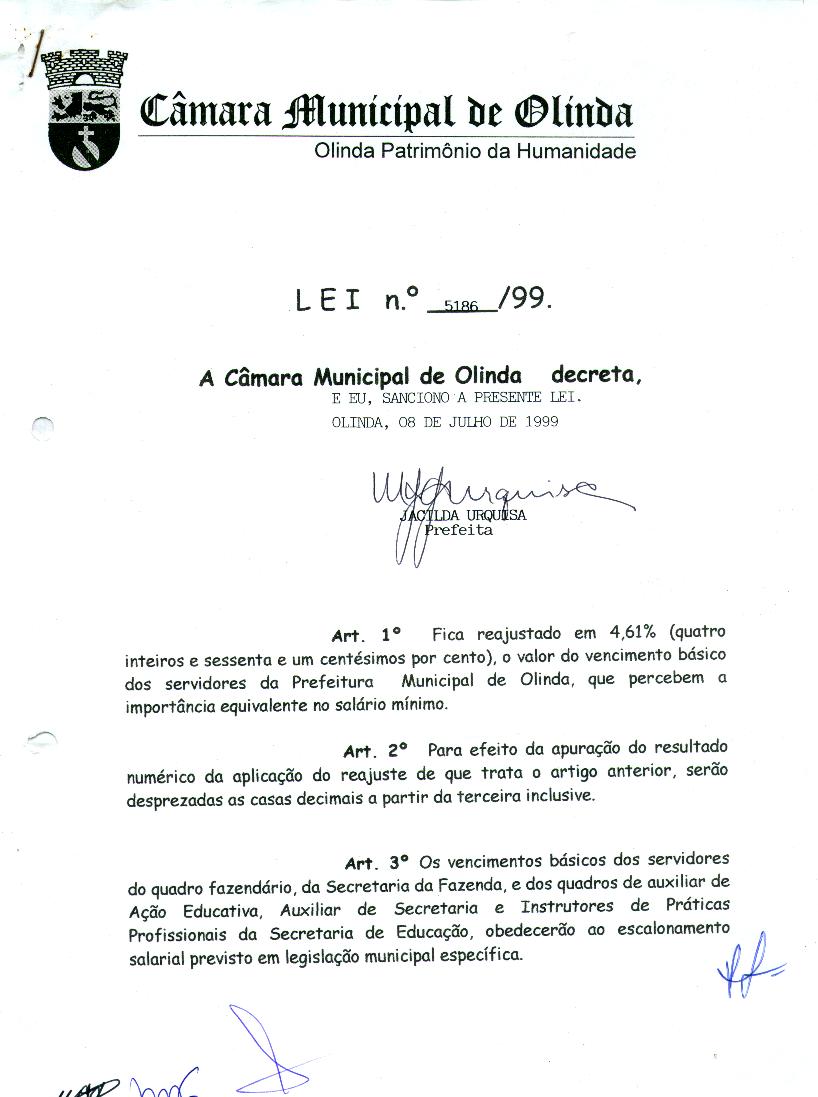 Câmara Municipal de Olinda
Olinda Patrimônio da Humanidade
LEI n.º 5186 /99.
A Câmara Municipal de Olinda decreta,
E EU, SANCIONO A PRESENTE LEI.
OLINDA, 08 DE JULHO DE 1999
JACILDA URQUISA
Prefeita
Art. 1º Fica reajustado em 4,61% (quatro
inteiros e sessenta e um centésimos por cento), o valor do vencimento básico
dos servidores da Prefeitura Municipal de Olinda, que percebem a
importância equivalente no salário mínimo.
Art. 2º Para efeito da apuração do resultado
numérico da aplicação do reajuste de que trata o artigo anterior, serão
desprezadas as casas decimais a partir da terceira inclusive.
Art. 3º Os vencimentos básicos dos servidores
do quadro fazendário, da Secretaria da Fazenda, e dos quadros de auxiliar de
Ação Educativa, Auxiliar de Secretaria e Instrutores de Práticas
Profissionais da Secretaria de Educação, obedecerão ao escalonamento
salarial previsto em legislação municipal específica.